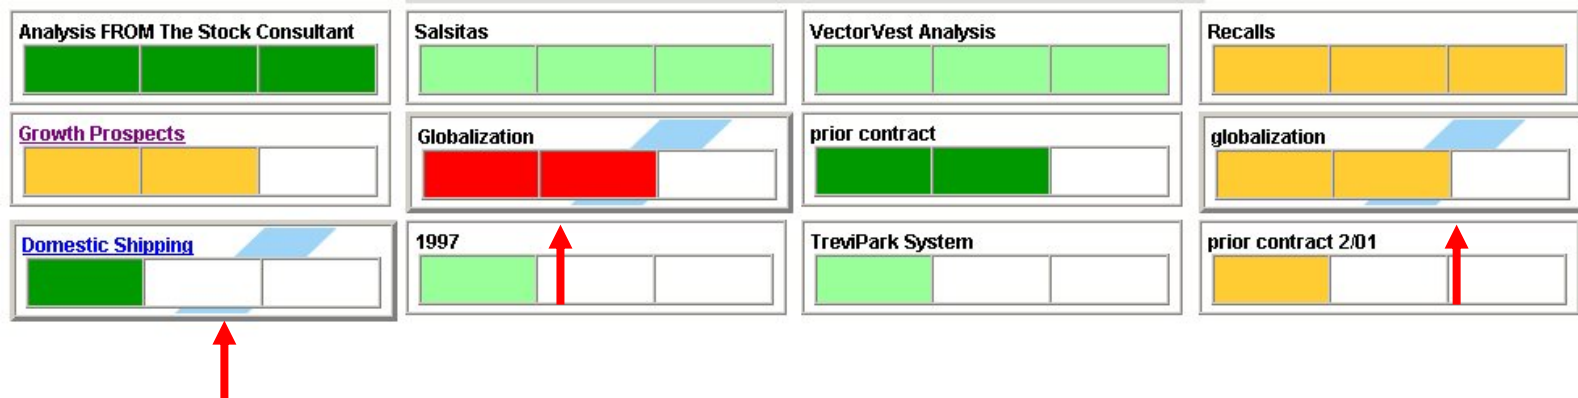 Analysis FROM The Stock Consultant
Salsitas
VectorVest Analysis
Recalls
Growth Prospects
Globalization
prior contract
globalization
Domestic Shipping
1997
TreviPark System
prior contract 2/01